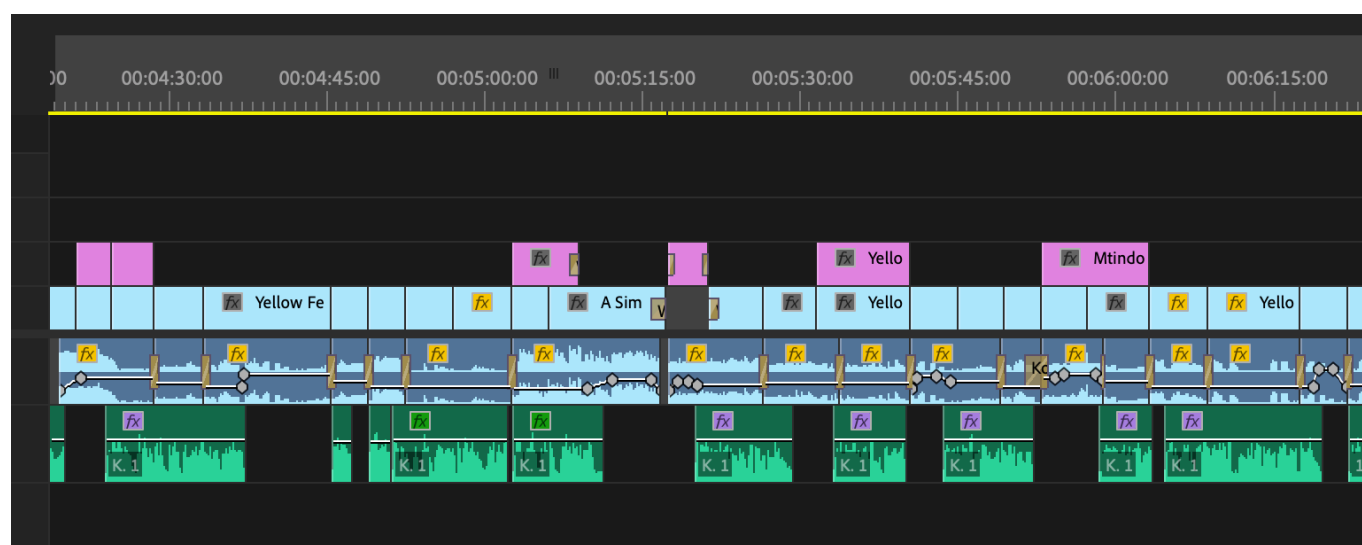 00 00:04:30:00 00:04:45:00 00:05:00:00 00:05:15:00 00:05:30:00 00:05:45:00 00:06:00:00 00:06:15:00
fx fx Yello fx Mtindo
fx Yellow Fe fx fx A Sim fx fx Yello fx fx fx Yello
fx fx fx fx fx fx fx fx fx fx fx
fx fx fx fx fx fx fx fx
K. 1 K. 1 K. 1 K. 1 K. 1 K. 1 K. 1 K. 1